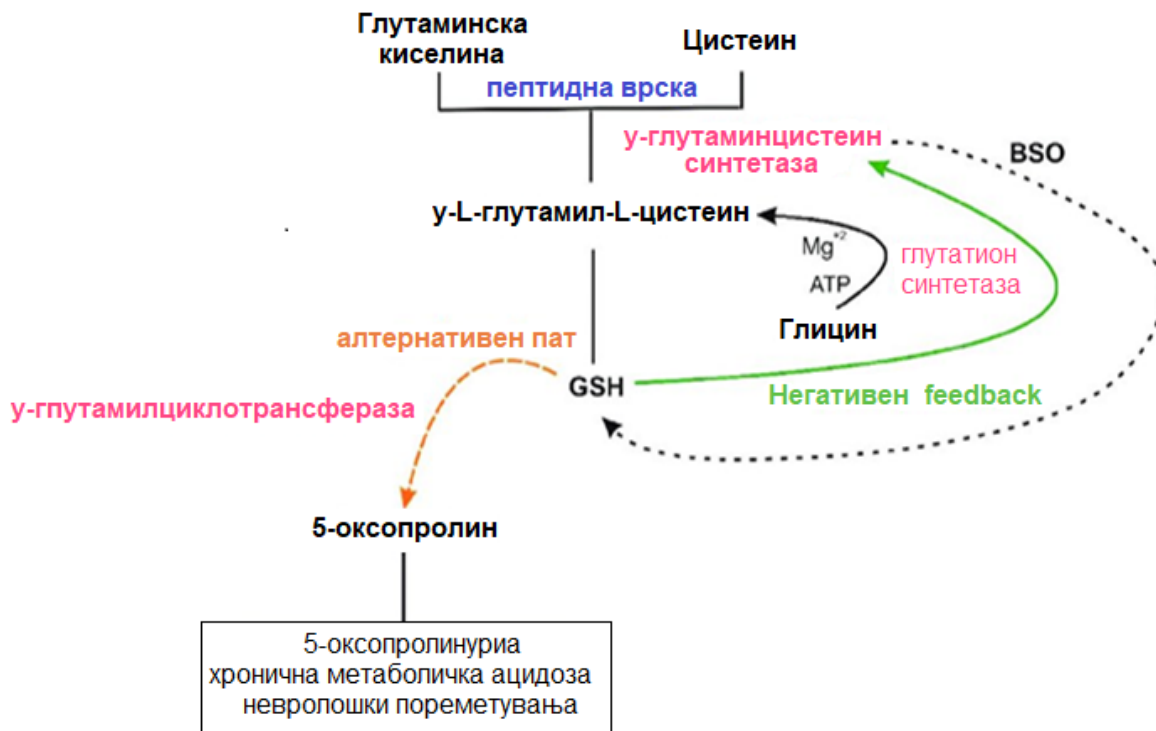 Глутаминска
киселина
Цистеин
пептидна врска
у-глутаминцистеин
синтетаза
BSO
у-L-глутамил-L-цистеин
Mg⁺²
ATP
глутатион
синтетаза
Глицин
алтернативен пат
GSH
Негативен feedback
у-гпутамилциклотрансфераза
5-оксопролин
5-оксопролинуриа
хронична метаболичка ацидоза
невролошки пореметувања